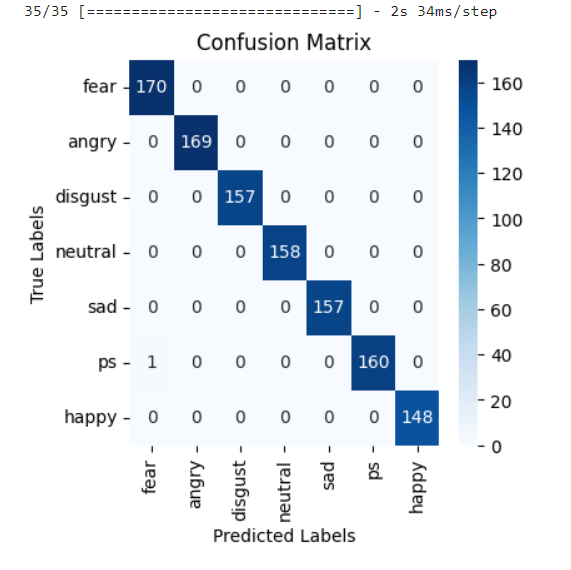 35/35 [==============================] - 2s 34ms/step
Confusion Matrix
fear 170 0 0 0 0 0 0
angry 0 169 0 0 0 0 0
disgust 0 0 157 0 0 0 0
neutral 0 0 0 158 0 0 0
sad 0 0 0 0 157 0 0
ps 1 0 0 0 0 160 0
happy 0 0 0 0 0 0 148
True Labels
fear angry disgust neutral sad ps happy
Predicted Labels
160
140
120
100
80
60
40
20
0